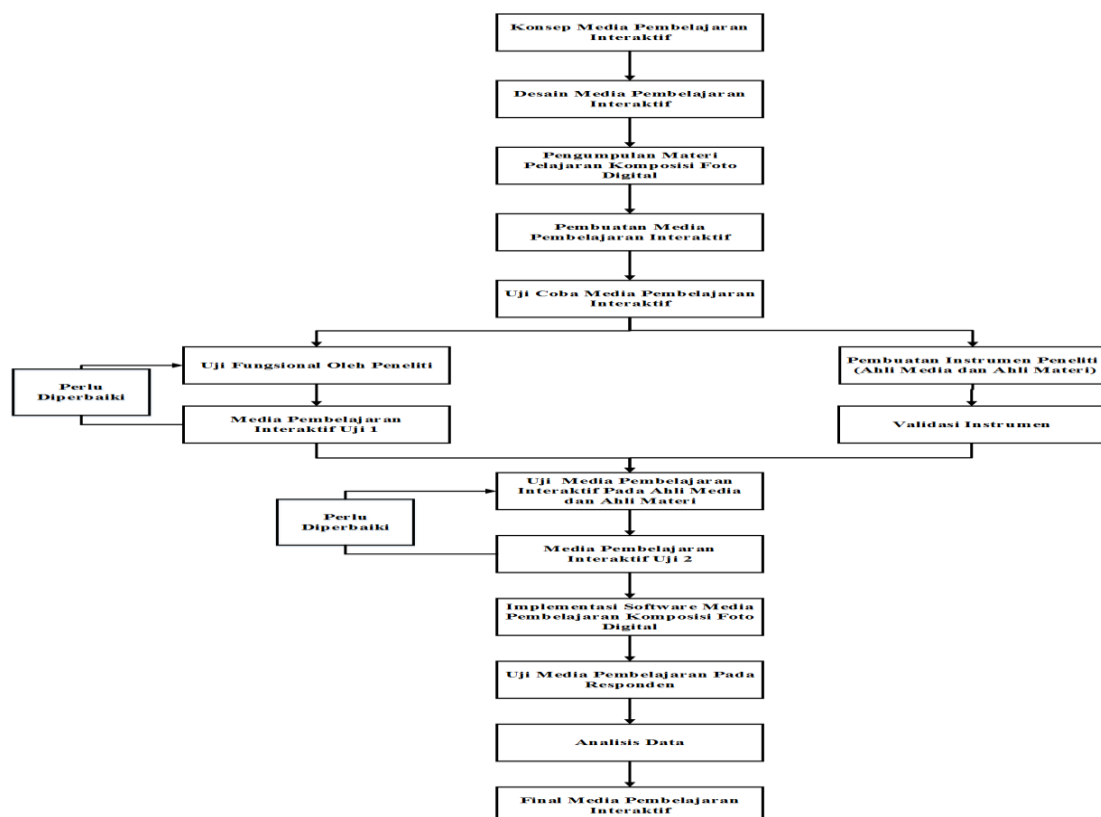 Konsep Media Pembelajaran
Interaktif
Desain Media Pembelajaran
Interaktif
Pengumpulan Materi
Pelajaran Komposisi Foto
Digital
Pembuatan Media
Pembelajaran Interaktif
Uji Coba Media Pembelajaran
Interaktif
Uji Fungsional Oleh Peneliti
Pembuatan Instrumen Peneliti
(Ahli Media dan Ahli Materi)
Perlu
Diperbaiki
Media Pembelajaran
Interaktif Uji 1
Validasi Instrumen
Uji Media Pembelajaran
Interaktif Pada Ahli Media
dan Ahli Materi
Perlu
Diperbaiki
Media Pembelajaran
Interaktif Uji 2
Implementasi Software Media
Pembelajaran Komposisi Foto
Digital
Uji Media Pembelajaran Pada
Responden
Analisis Data
Final Media Pembelajaran
Interaktif